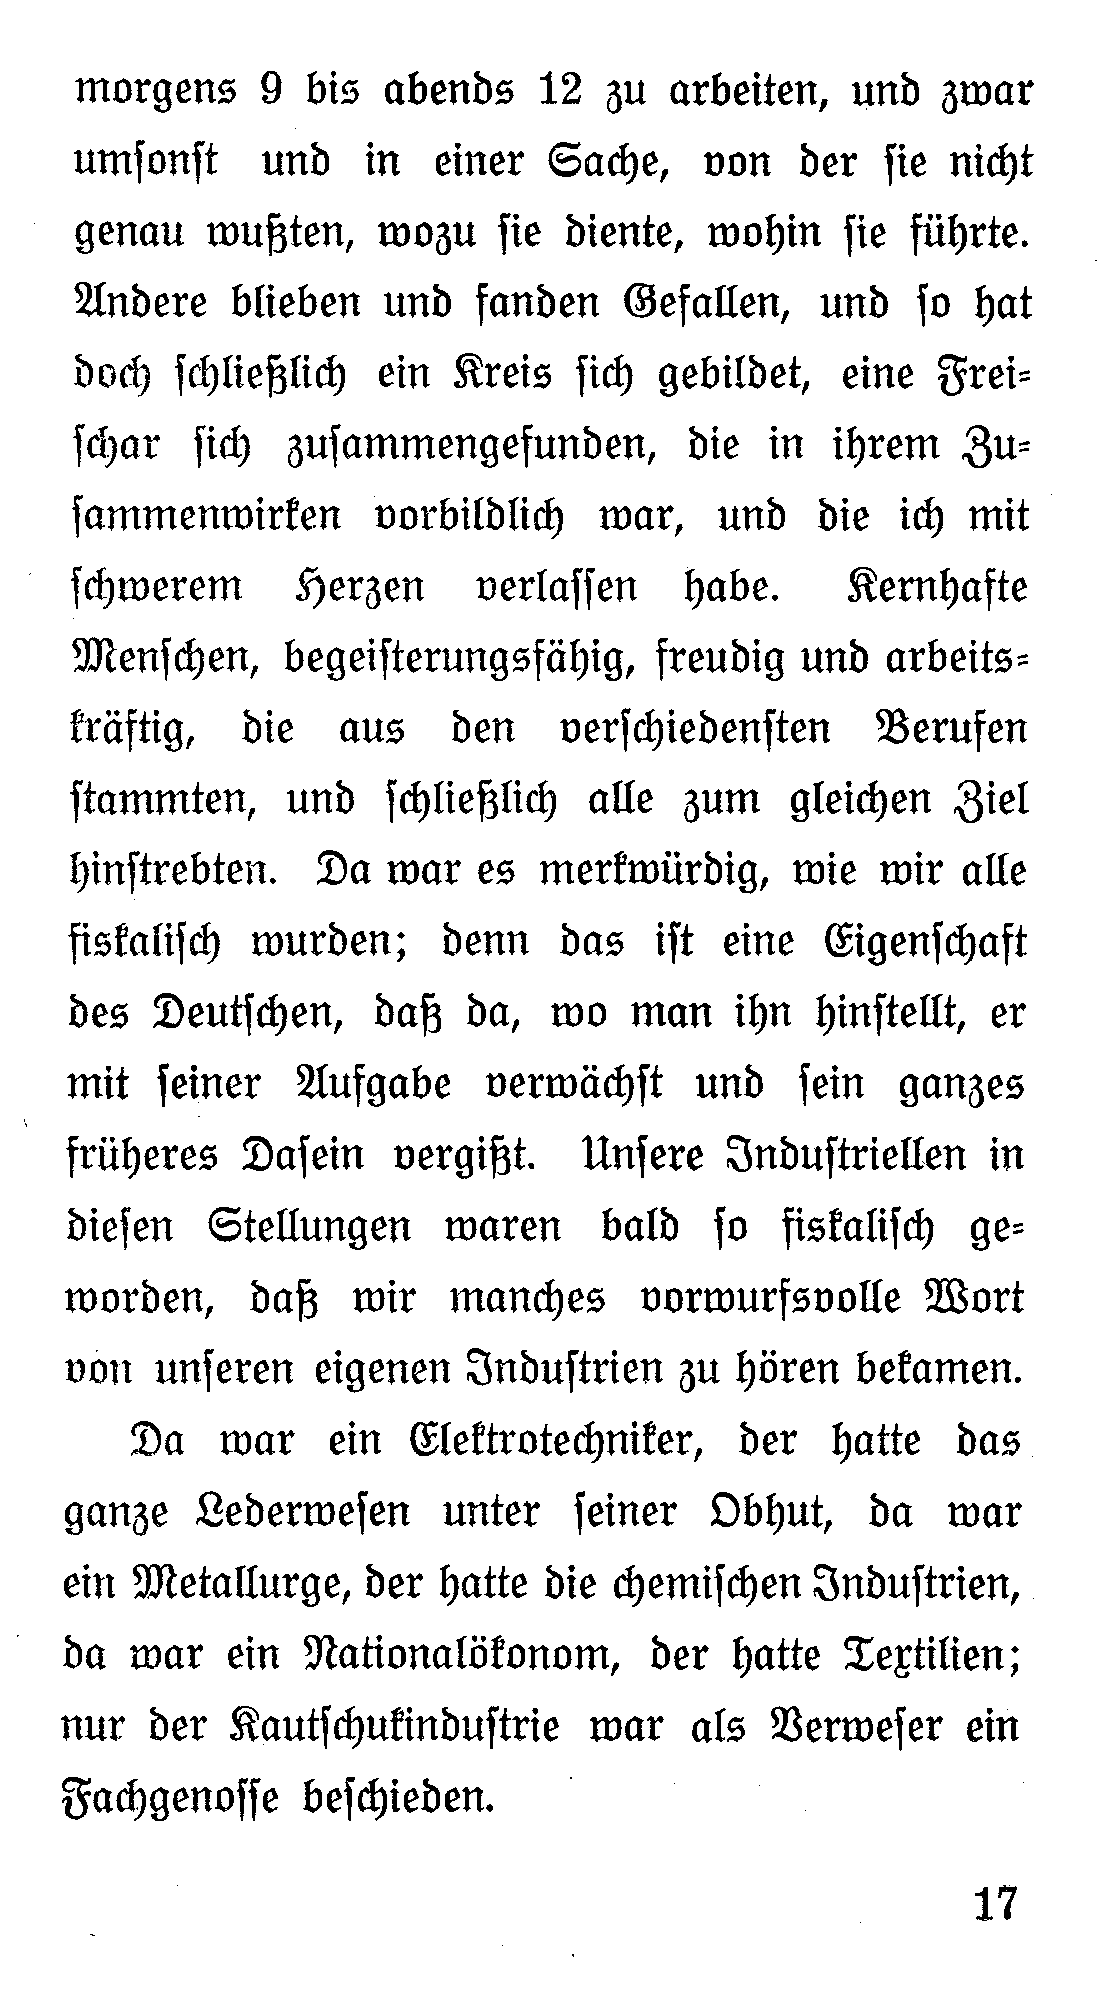 morgens 9 bis abends 12 zu arbeiten, und zwar
umſonſt und in einer Sache, von der ſie nicht
genau wußten, wozu ſie diente, wohin ſie führte.
Andere blieben und fanden Gefallen, und ſo hat
doch ſchließlich ein Kreis ſich gebildet, eine Frei⸗
ſchar ſich zuſammengefunden, die in ihrem Zu⸗
ſammenwirken vorbildlich war, und die ich mit
ſchwerem Herzen verlaſſen habe. Kernhafte
Menſchen, begeiſterungsfähig, freudig und arbeits⸗
kräftig, die aus den verſchiedenſten Berufen
ſtammten, und ſchließlich alle zum gleichen Ziel
hinſtrebten. Da war es merkwürdig, wie wir alle
fiskaliſch wurden; denn das iſt eine Eigenſchaft
des Deutſchen, daß da, wo man ihn hinſtellt, er
mit ſeiner Aufgabe verwächſt und ſein ganzes
früheres Daſein vergißt. Unſere Induſtriellen in
dieſen Stellungen waren bald ſo fiskaliſch ge⸗
worden, daß wir manches vorwurfsvolle Wort
von unſeren eigenen Induſtrien zu hören bekamen.
Da war ein Elektrotechniker, der hatte das
ganze Lederweſen unter ſeiner Obhut, da war
ein Metallurge, der hatte die chemiſchen Induſtrien,
da war ein Nationalökonom, der hatte Textilien;
nur der Kautſchukinduſtrie war als Verweſer ein
Fachgenoſſe beſchieden.
17